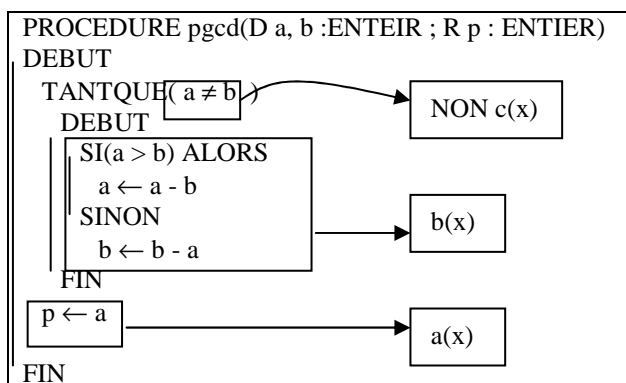 PROCEDURE pgcd(D a, b :ENTEIR ; R p : ENTIER)
DEBUT
TANTQUE( a ≠ b )
NON c(x)
DEBUT
SI(a > b) ALORS
a ← a - b
SINON
b(x)
b ← b - a
FIN
p ← a
a(x)
FIN